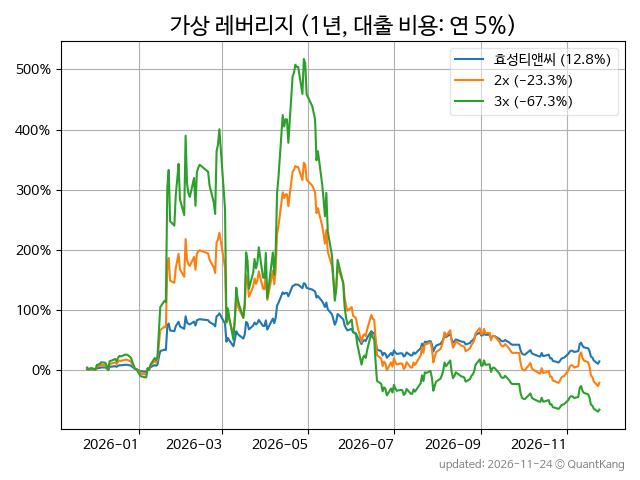 가상 레버리지 (1년, 대출 비용: 연 5%)
효성티앤씨 (12.8%)
2x (−23.3%)
3x (−67.3%)
500%
400%
300%
200%
100%
0%
2026-01
2026-03
2026-05
2026-07
2026-09
2026-11
updated: 2026-11-24 © QuantKang